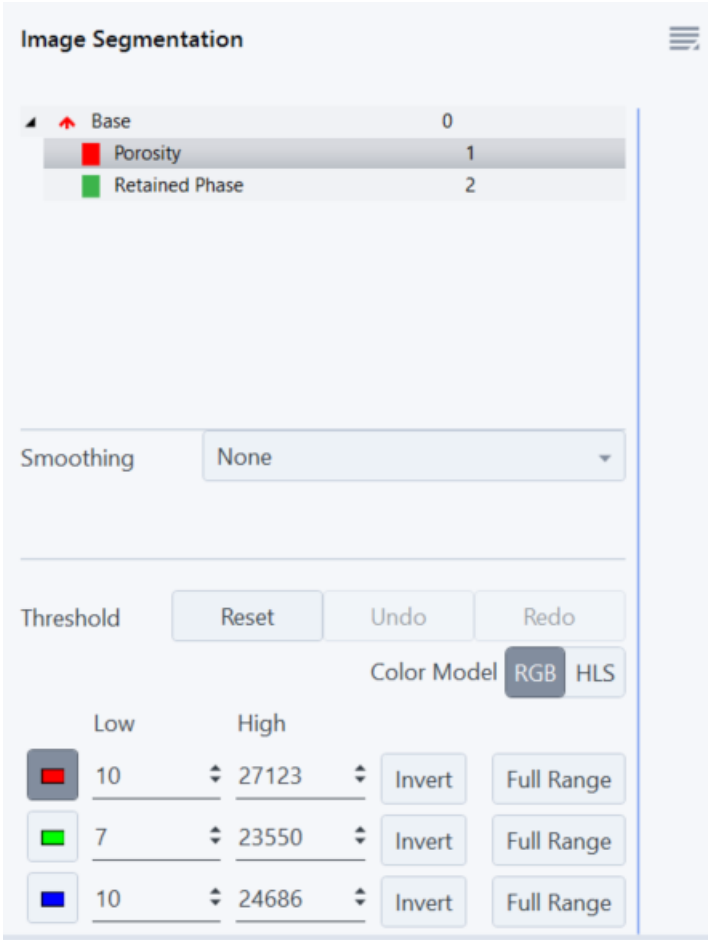 Image Segmentation
Base 0
Porosity 1
Retained Phase 2
Smoothing None
Threshold Reset Undo Redo
Color Model RGB HLS
Low High
10 27123 Invert Full Range
7 23550 Invert Full Range
10 24686 Invert Full Range